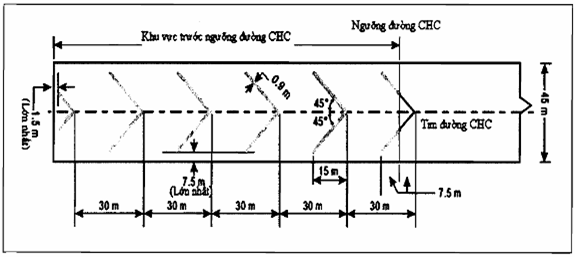 Ngưỡng đường CHC
Khu vực trước ngưỡng đường CHC
0.9 m
1.5 m
(Lớn nhất)
45°
45°
45 m
Tim đường CHC
7.5 m
(Lớn nhất)
15 m
7.5 m
30 m
30 m
30 m
30 m
30 m